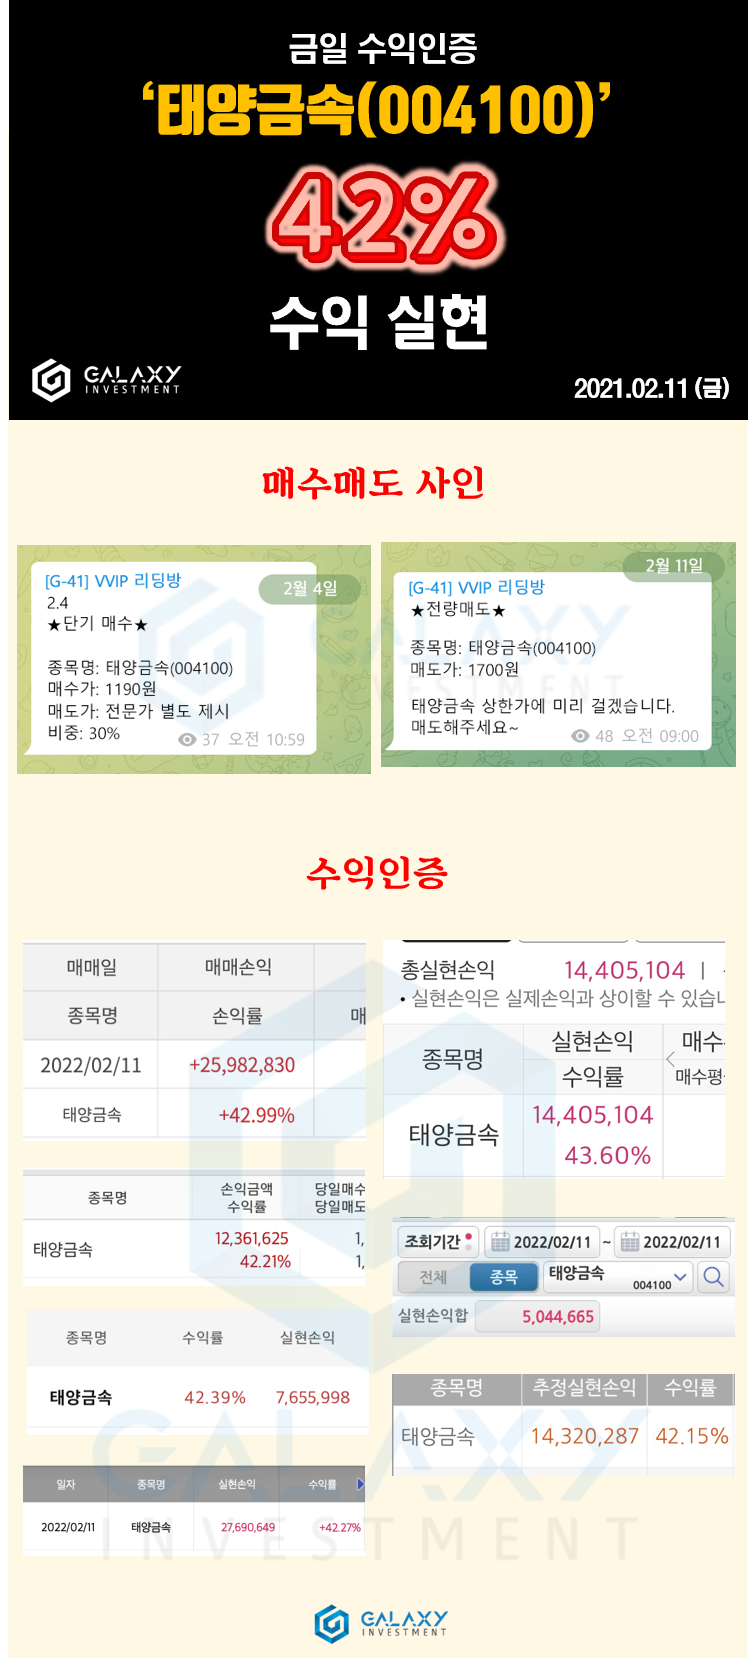 금일 수익인증
‘태양금속(004100)’
42%
수익 실현
GALAXY
INVESTMENT
2021.02.11 (금)
매수매도 사인
[G-41] VVIP 리딩방
2월 4일
2.4
★단기 매수★
종목명: 태양금속(004100)
매수가: 1190원
매도가: 전문가 별도 제시
비중: 30%
37 오전 10:59
2월 11일
[G-41] VVIP 리딩방
★전량매도★
종목명: 태양금속(004100)
매도가: 1700원
태양금속 상한가에 미리 걸겠습니다.
매도해주세요~
48 오전 09:00
수익인증
매매일 매매손익
종목명 손익률 매
2022/02/11 +25,982,830
태양금속 +42.99%
총실현손익 14,405,104 |
• 실현손익은 실제손익과 상이할 수 있습니
종목명 실현손익 매수
수익률 매수평
태양금속 14,405,104
43.60%
종목명 손익금액 당일매수
수익률 당일매도
태양금속 12,361,625 1,
42.21% 1,
조회기간 2022/02/11 ~ 2022/02/11
전체 종목 태양금속 004100
실현손익합 5,044,665
종목명 수익률 실현손익
태양금속 42.39% 7,655,998
종목명 추정실현손익 수익률
태양금속 14,320,287 42.15%
일자 종목명 실현손익 수익률
2022/02/11 태양금속 27,690,649 +42.27%
GALAXY
INVESTMENT
GALAXY
INVESTMENT